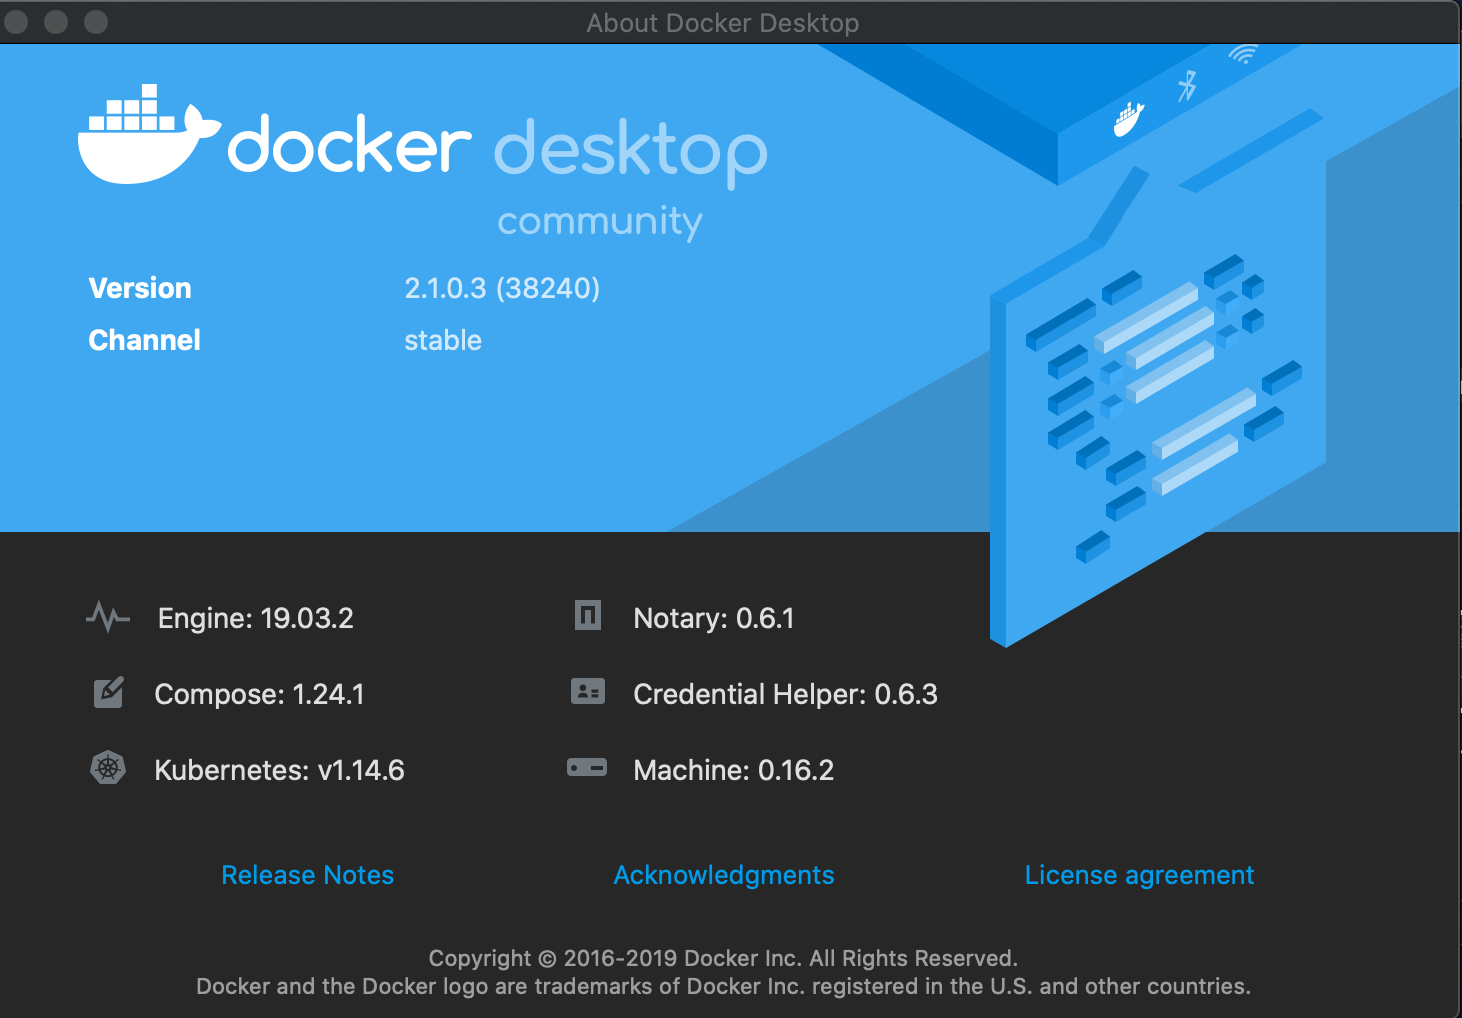 About Docker Desktop
docker desktop
community
Version 2.1.0.3 (38240)
Channel stable
Engine: 19.03.2 Notary: 0.6.1
Compose: 1.24.1 Credential Helper: 0.6.3
Kubernetes: v1.14.6 Machine: 0.16.2
Release Notes Acknowledgments License agreement
Copyright © 2016-2019 Docker Inc. All Rights Reserved.
Docker and the Docker logo are trademarks of Docker Inc. registered in the U.S. and other countries.